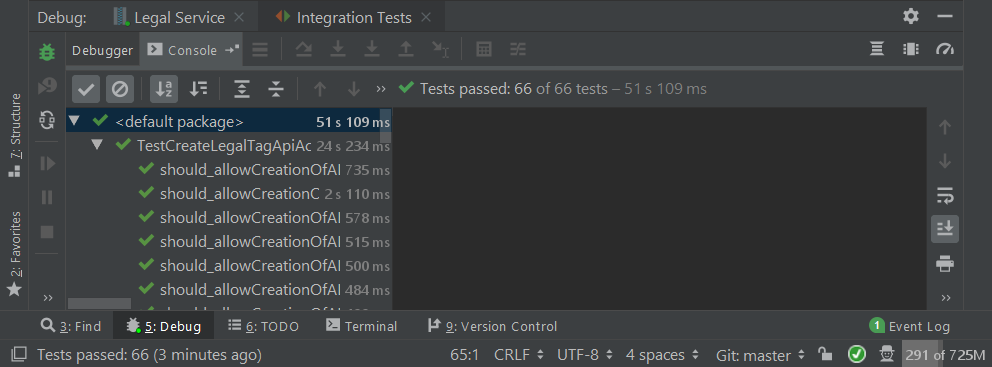 Debug: Legal Service × Integration Tests ×
Debugger Console
Tests passed: 66 of 66 tests – 51 s 109 ms
<default package> 51 s 109 ms
TestCreateLegalTagApiAc 24 s 234 ms
should_allowCreationOfAl 735 ms
should_allowCreationC 2 s 110 ms
should_allowCreationOfAl 578 ms
should_allowCreationOfAl 515 ms
should_allowCreationOfAl 500 ms
should_allowCreationOfAl 484 ms
7: Structure
2: Favorites
3: Find 5: Debug 6: TODO Terminal 9: Version Control 1 Event Log
Tests passed: 66 (3 minutes ago) 65:1 CRLF UTF-8 4 spaces Git: master 291 of 725M